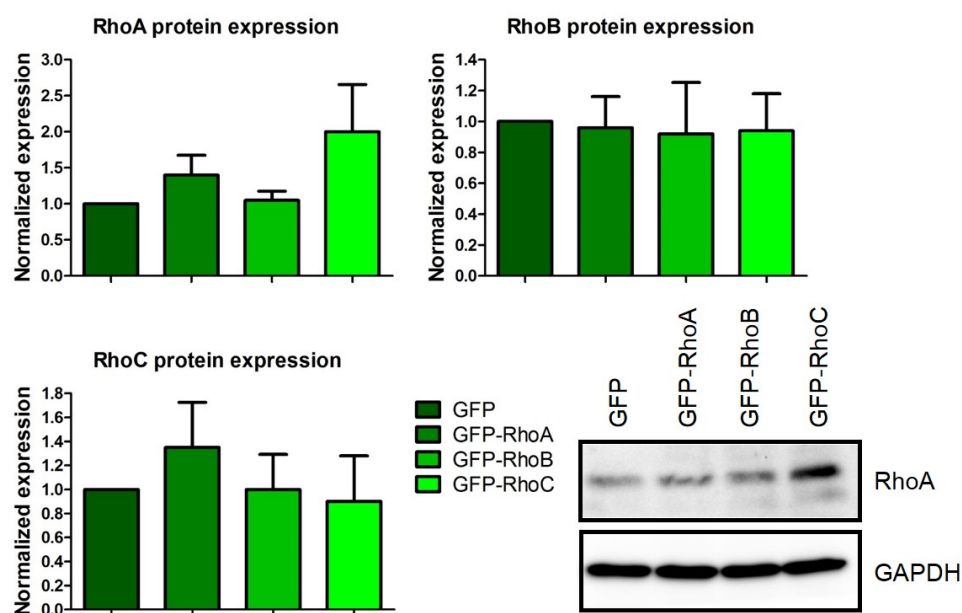 RhoA protein expression
Normalized expression
3.0
2.5
2.0
1.5
1.0
0.5
0.0
RhoB protein expression
Normalized expression
1.4
1.2
1.0
0.8
0.6
0.4
0.2
0.0
RhoC protein expression
Normalized expression
1.8
1.6
1.4
1.2
1.0
0.8
0.6
0.4
0.2
0.0
GFP
GFP-RhoA
GFP-RhoB
GFP-RhoC
GFP
GFP-RhoA
GFP-RhoB
GFP-RhoC
RhoA
GAPDH